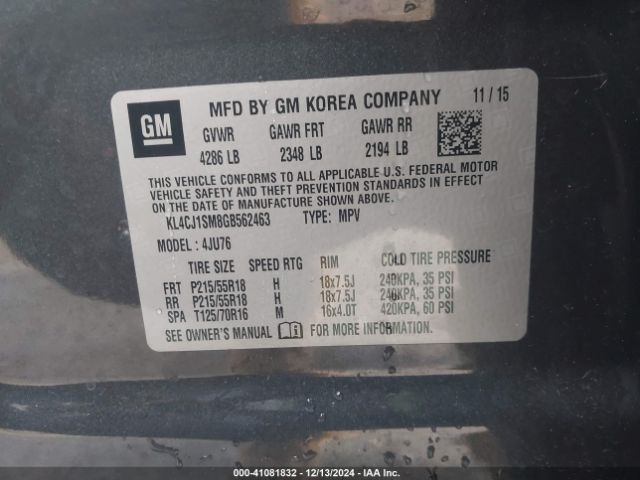 GM
MFD BY GM KOREA COMPANY 11 / 15
GVWR GAWR FRT GAWR RR
4286 LB 2348 LB 2194 LB
THIS VEHICLE CONFORMS TO ALL APPLICABLE U.S. FEDERAL MOTOR
VEHICLE SAFETY AND THEFT PREVENTION STANDARDS IN EFFECT
ON THE DATE OF MANUFACTURE SHOWN ABOVE.
KL4CJ1SM8GB562463 TYPE: MPV
MODEL : 4JU76
TIRE SIZE SPEED RTG RIM COLD TIRE PRESSURE
FRT P215/55R18 H 18x7.5J 240KPA, 35 PSI
RR P215/55R18 H 18x7.5J 240KPA, 35 PSI
SPA T125/70R16 M 16x4.0T 420KPA, 60 PSI
SEE OWNER'S MANUAL FOR MORE INFORMATION.
000-41081832 - 12/13/2024 - IAA Inc.